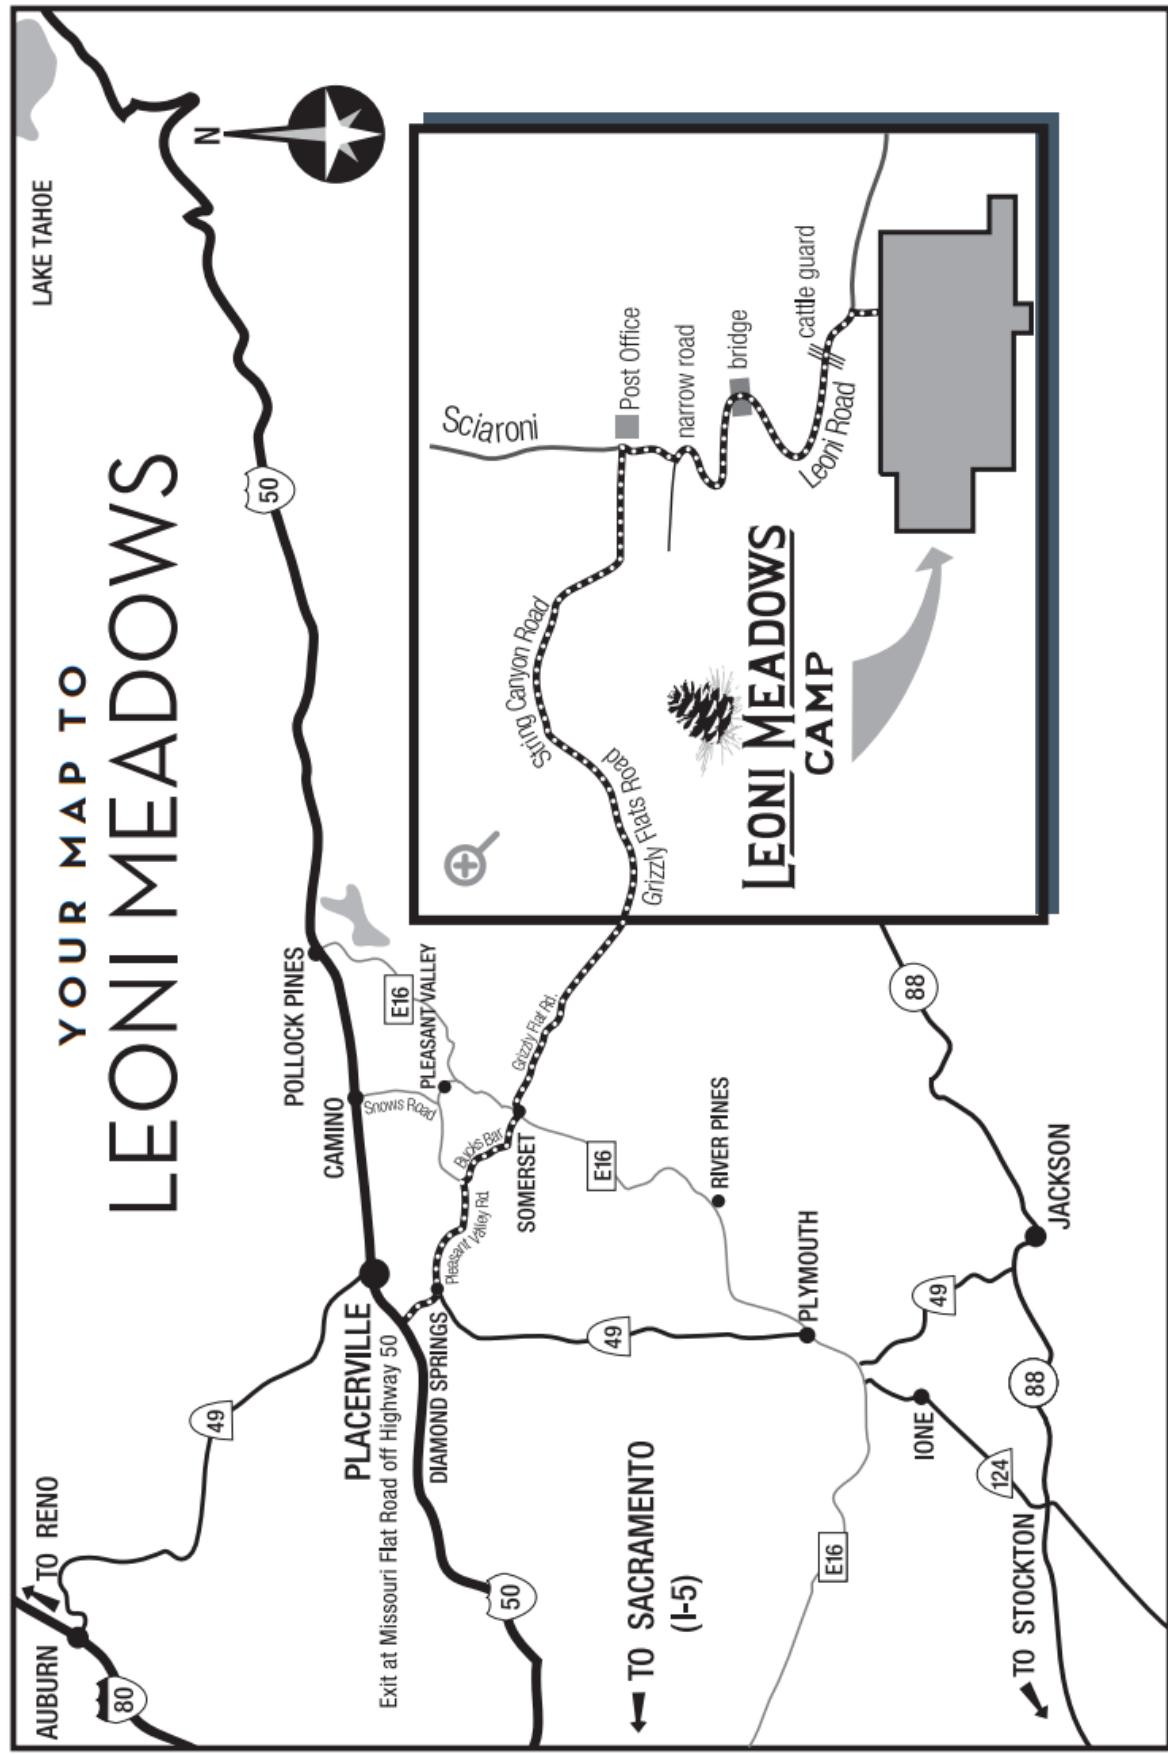 YOUR MAP TO
LEONI MEADOWS
LAKE TAHOE
N
50
TO RENO
AUBURN
80
49
PLACERVILLE
Exit at Missouri Flat Road off Highway 50
DIAMOND SPRINGS
CAMINO
POLLOCK PINES
Snows Road
E16
PLEASANT VALLEY
Pleasant Valley Rd.
Bucks Bar
SOMERSET
Grizzly Flat Rd.
E16
RIVER PINES
49
PLYMOUTH
50
TO SACRAMENTO
(I-5)
E16
IONE
124
49
88
JACKSON
88
TO STOCKTON
Grizzly Flats Road
String Canyon Road
Sciaroni
Post Office
narrow road
bridge
cattle guard
Leoni Road
LEONI MEADOWS
CAMP